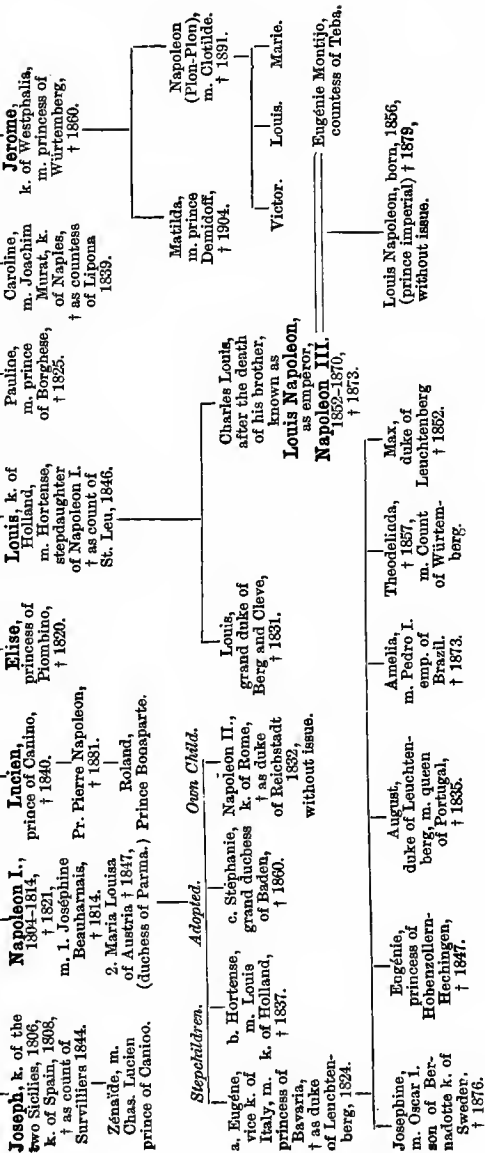 Joseph, k. of the
two Sicilies, 1806,
k. of Spain, 1808,
† as count of
Survilliers 1844.
Zénaïde, m.
Chas. Lucien
prince of Canioo.
Napoleon I.,
1804–1814,
† 1821,
m. 1. Joséphine
Beauharnais,
† 1814.
2. Maria Louisa
of Austria † 1847,
(duchess of Parma.)
Lucien,
prince of Canino,
† 1840.
Pr. Pierre Napoleon,
† 1881.
Roland,
Prince Bonaparte.
Elise,
princess of
Piombino,
† 1820.
Louis, k. of
Holland,
m. Hortense,
stepdaughter
of Napoleon I.
† as count of
St. Leu, 1846.
Pauline,
m. prince
of Borghese,
† 1825.
Caroline,
m. Joachim
Murat, k.
of Naples,
† as countess
of Lipona
1839.
Jerome,
k. of Westphalia,
m. princess of
Würtemberg,
† 1860.
Louis,
grand duke of
Berg and Cleve,
† 1831.
Charles Louis,
after the death
of his brother,
known as
Louis Napoleon,
as emperor,
Napoleon III.
1852–1870,
† 1873.
Eugénie Montijo,
countess of Teba.
Matilda,
m. prince
Demidoff,
† 1904.
Napoleon
(Plon-Plon),
m. Clotilde.
† 1891.
Victor. Louis. Marie.
Louis Napoleon, born, 1856,
(prince imperial) † 1879,
without issue.
Stepchildren. Adopted. Own Child.
a. Eugéne,
vice k. of
Italy, m.
princess of
Bavaria,
† as duke
of Leuchten-
berg, 1824.
b. Hortense,
m. Louis
k. of Holland,
† 1837.
c. Stéphanie,
grand duchess
of Baden,
† 1860.
Napoleon II.,
k. of Rome,
† as duke
of Reichstadt
1832,
without issue.
Josephine,
m. Oscar I.
son of Ber-
nadotte k. of
Sweden.
† 1876.
Eugénie,
princess of
Hohenzollern-
Hechingen,
† 1847.
August,
duke of Leuchten-
berg, m. queen
of Portugal,
† 1835.
Amelia,
m. Pedro I.
emp. of
Brazil.
† 1873.
Theodelinda,
† 1857,
m. Count
of Würtem-
berg.
Max,
duke of
Leuchtenberg
† 1852.